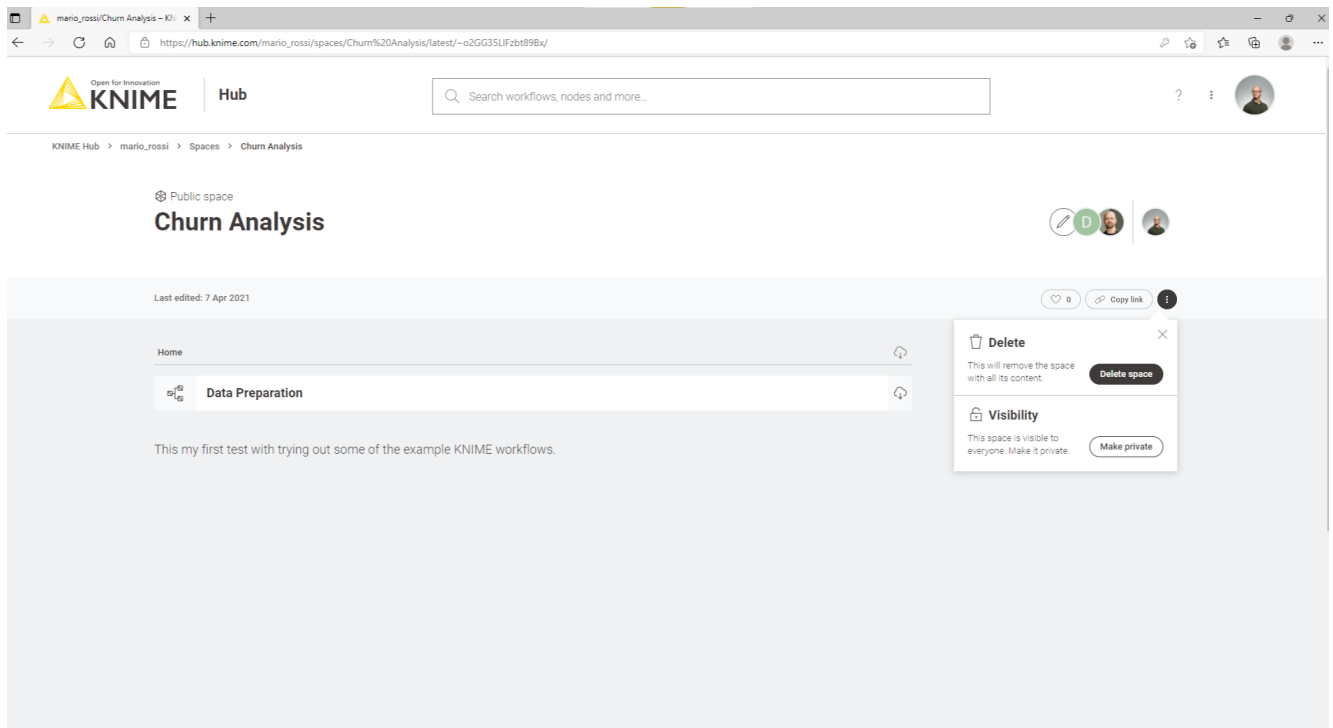 mario_rossi/Churn Analysis – KN
https://hub.knime.com/mario_rossi/spaces/Churn%20Analysis/latest/~o2GG35LlFzbt89Bx/
Open for Innovation
KNIME
Hub
Search workflows, nodes and more...
?
KNIME Hub > mario_rossi > Spaces > Churn Analysis
Public space
Churn Analysis
D
Last edited: 7 Apr 2021
0
Copy link
Home
Data Preparation
This my first test with trying out some of the example KNIME workflows.
Delete
This will remove the space
with all its content.
Delete space
Visibility
This space is visible to
everyone. Make it private.
Make private